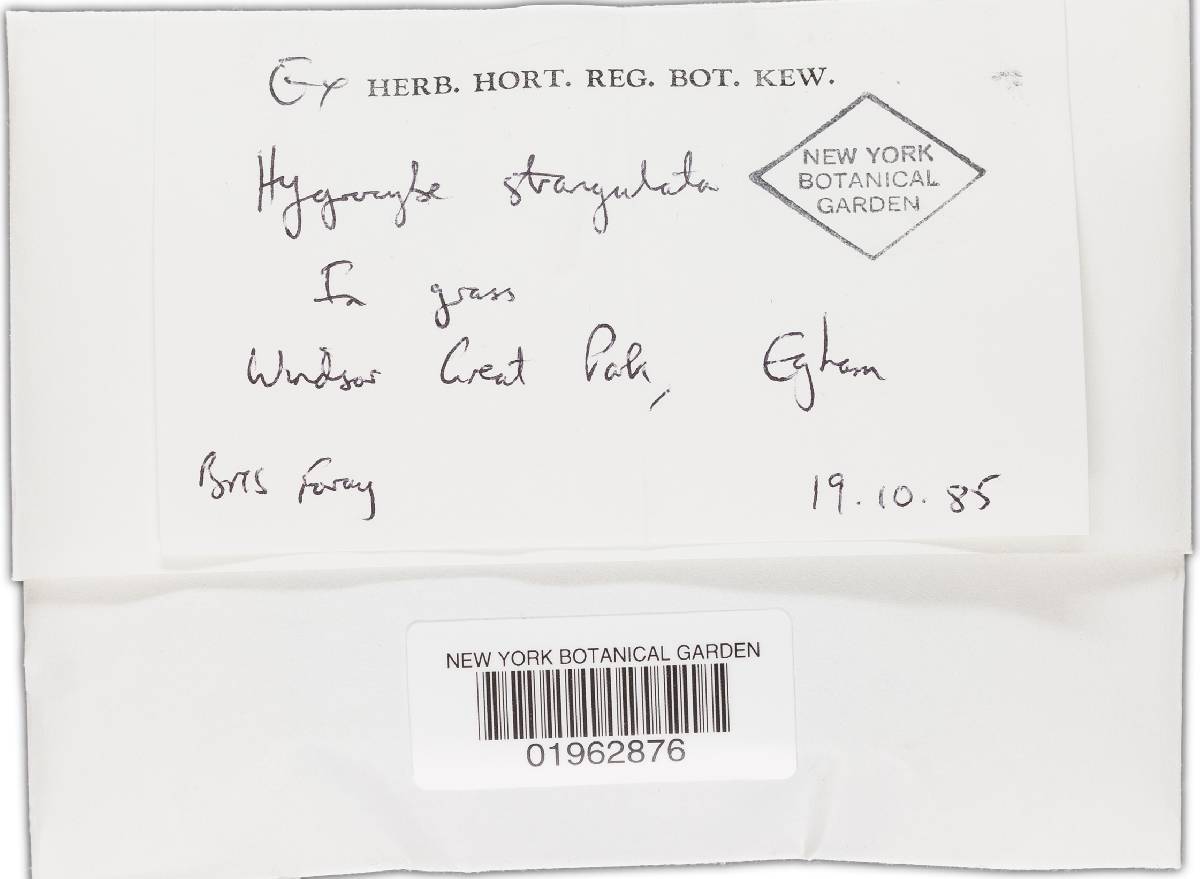 Ex HERB. HORT. REG. BOT. KEW.
NEW YORK
BOTANICAL
GARDEN
Hygrocybe strangulata
In grass
Windsor Great Park, Egham
BMS Foray
19.10.85
NEW YORK BOTANICAL GARDEN
01962876